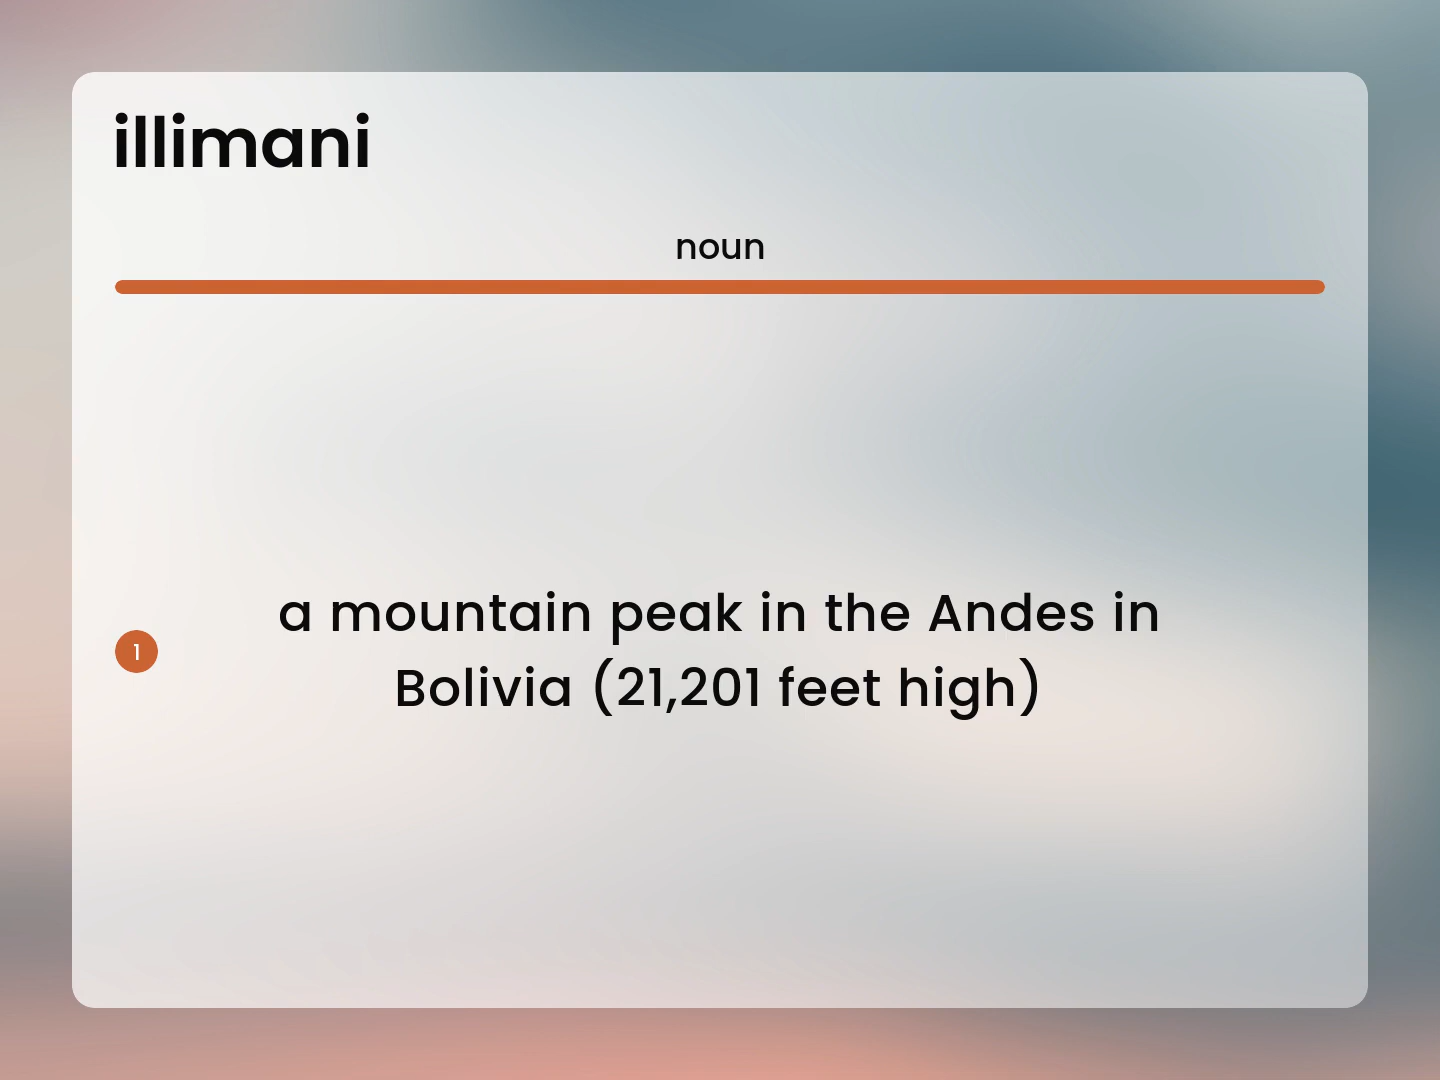 illimani
noun
1
a mountain peak in the Andes in
Bolivia (21,201 feet high)